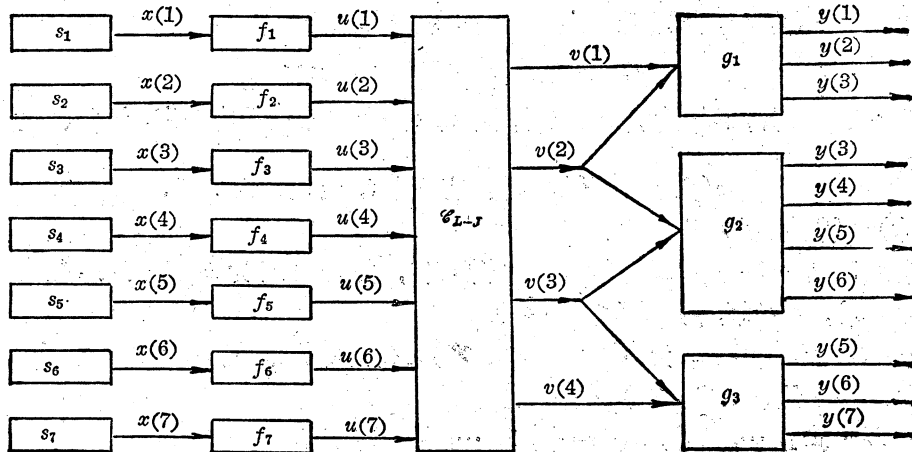 s₁ x(1) f₁ u(1)
s₂ x(2) f₂ u(2)
s₃ x(3) f₃ u(3)
s₄ x(4) f₄ u(4)
s₅ x(5) f₅ u(5)
s₆ x(6) f₆ u(6)
s₇ x(7) f₇ u(7)
𝒞_{L-J}
v(1)
v(2)
v(3)
v(4)
g₁
y(1)
y(2)
y(3)
g₂
y(3)
y(4)
y(5)
y(6)
g₃
y(5)
y(6)
y(7)